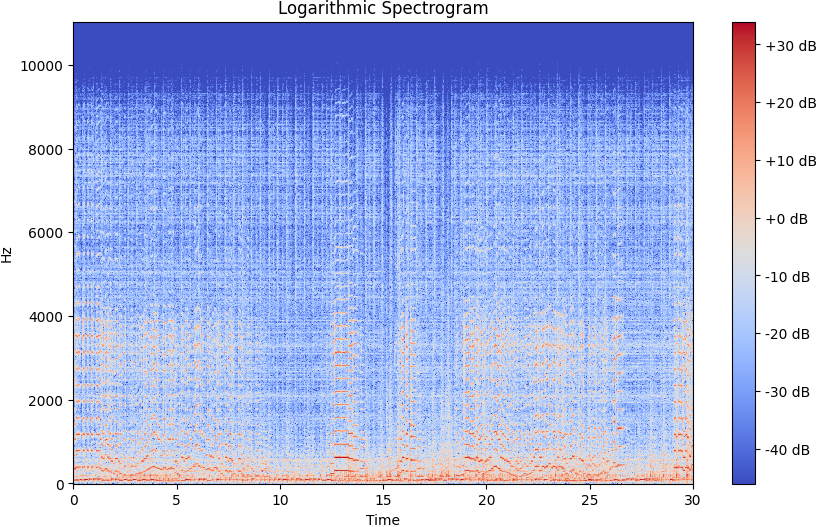 Logarithmic Spectrogram
Hz
10000
8000
6000
4000
2000
0
0 5 10 15 20 25 30
Time
+30 dB
+20 dB
+10 dB
+0 dB
-10 dB
-20 dB
-30 dB
-40 dB